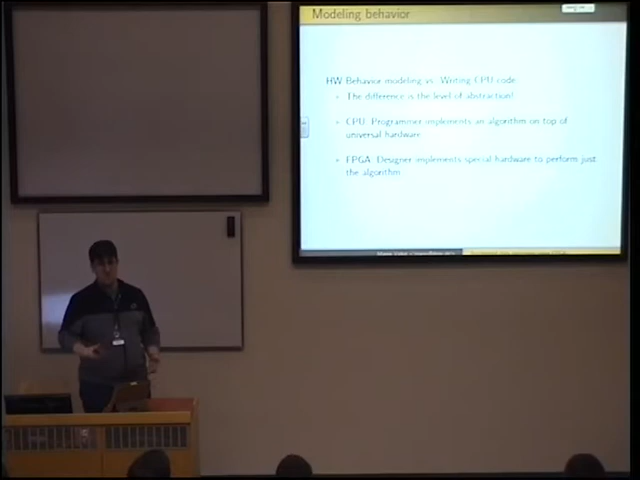 Modeling behavior
HW Behavior modeling vs. Writing CPU code
The difference is the level of abstraction!
CPU: Programmer implements an algorithm on top of
universal hardware
FPGA: Designer implements special hardware to perform just
the algorithm